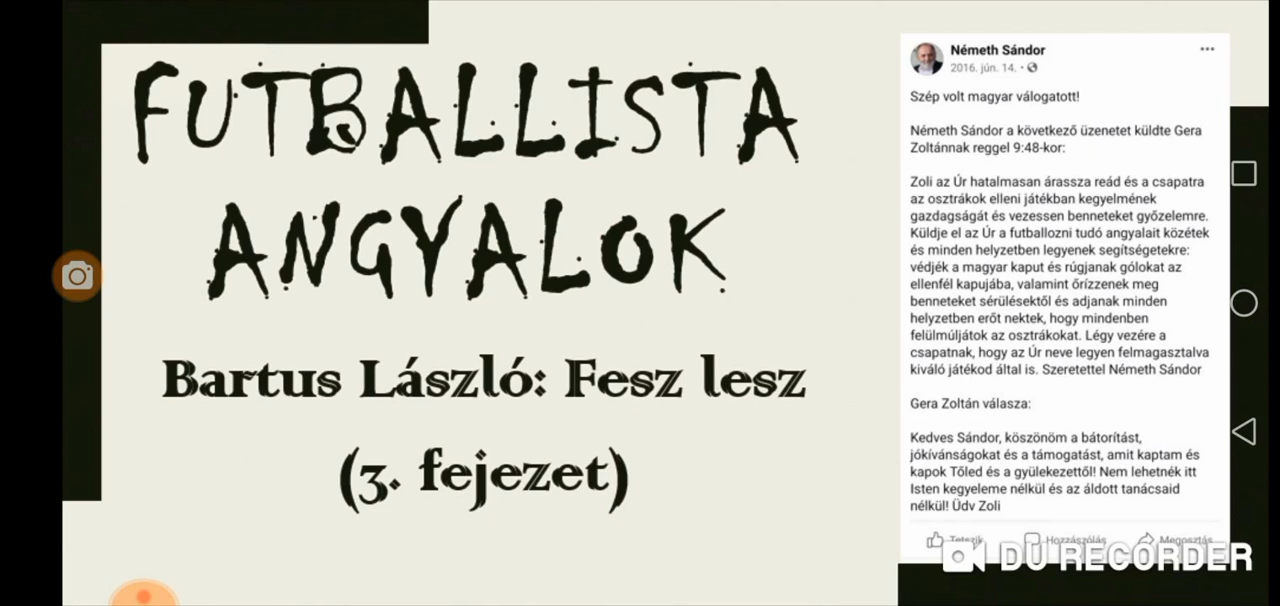 FUTBALLISTA
ANGYALOK
Bartus László: Fesz lesz
(3. fejezet)
Németh Sándor
2016. jún. 14. •
Szép volt magyar válogatott!
Németh Sándor a következő üzenetet küldte Gera
Zoltánnak reggel 9:48-kor:
Zoli az Úr hatalmasan árassza reád és a csapatra
az osztrákok elleni játékban kegyelmének
gazdagságát és vezessen benneteket győzelemre.
Küldje el az Úr a futballozni tudó angyalait közétek
és minden helyzetben legyenek segítségetekre:
védjék a magyar kaput és rúgjanak gólokat az
ellenfél kapujába, valamint őrízzenek meg
benneteket sérülésektől és adjanak minden
helyzetben erőt nektek, hogy mindenben
felülmúljátok az osztrákokat. Légy vezére a
csapatnak, hogy az Úr neve legyen felmagasztalva
kiváló játékod által is. Szeretettel Németh Sándor
Gera Zoltán válasza:
Kedves Sándor, köszönöm a bátorítást,
jókívánságokat és a támogatást, amit kaptam és
kapok Tőled és a gyülekezettől! Nem lehetnék itt
Isten kegyeleme nélkül és az áldott tanácsaid
nélkül! Üdv Zoli
Tetszik Hozzászólás Megosztás
DU RECORDER